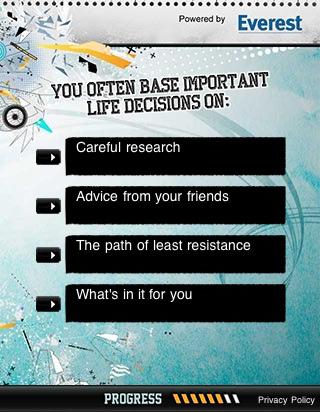 Powered by Everest
YOU OFTEN BASE IMPORTANT
LIFE DECISIONS ON:
Careful research
Advice from your friends
The path of least resistance
What's in it for you
PROGRESS
Privacy Policy